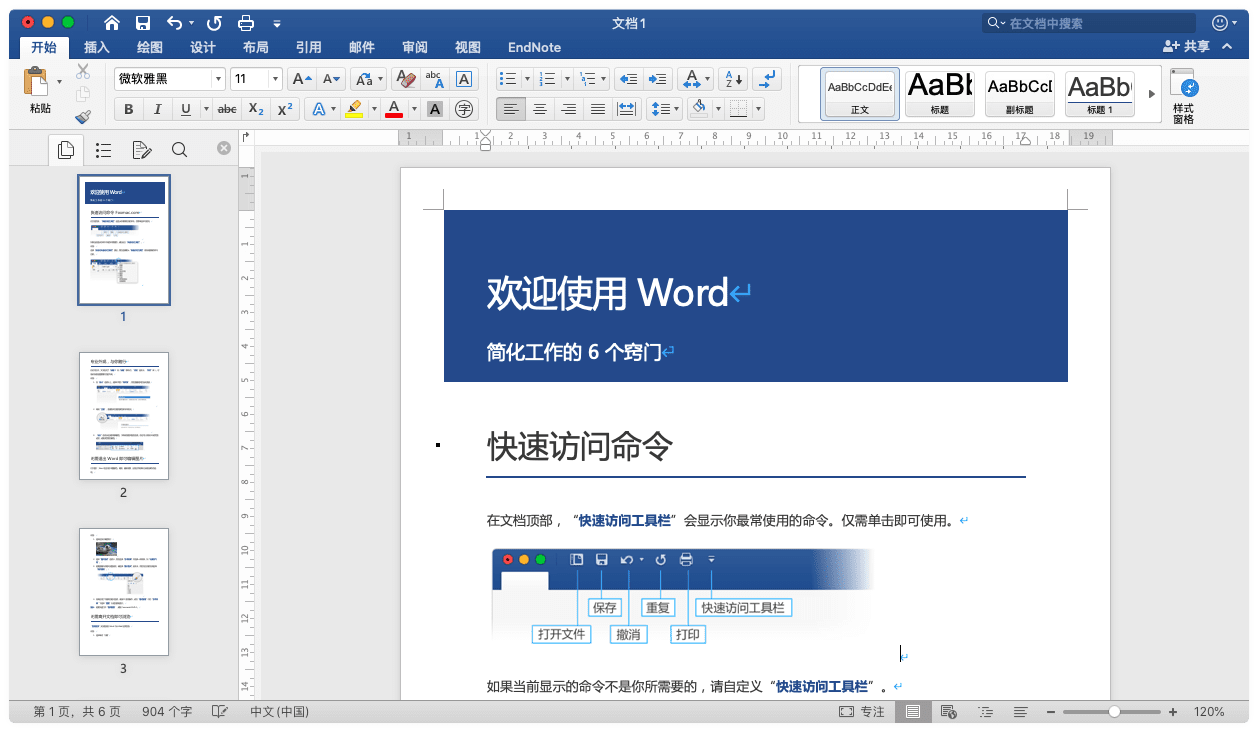 文档1
在文档中搜索
开始 插入 绘图 设计 布局 引用 邮件 审阅 视图 EndNote
共享
粘贴
微软雅黑 11
B I U abc X₂ X²
AaBbCcDdEe
正文
AaBb
标题
AaBbCcD
副标题
AaBb
标题 1
样式
窗格
1
2
3
欢迎使用 Word
简化工作的 6 个窍门
快速访问命令
在文档顶部，“快速访问工具栏”会显示你最常使用的命令。仅需单击即可使用。
保存 重复 快速访问工具栏
打开文件 撤消 打印
如果当前显示的命令不是你所需要的，请自定义“快速访问工具栏”。
第 1 页，共 6 页 904 个字 中文 (中国) 专注 120%